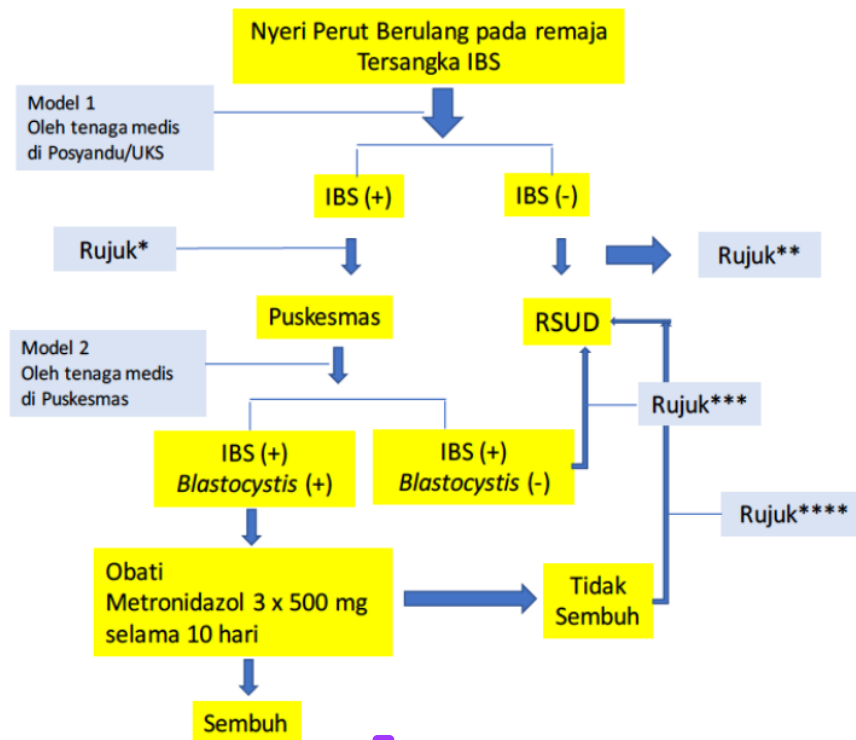 Nyeri Perut Berulang pada remaja
Tersangka IBS
Model 1
Oleh tenaga medis
di Posyandu/UKS
IBS (+)
IBS (-)
Rujuk*
Rujuk**
Puskesmas
RSUD
Model 2
Oleh tenaga medis
di Puskesmas
Rujuk***
IBS (+)
Blastocystis (+)
IBS (+)
Blastocystis (-)
Rujuk****
Obati
Metronidazol 3 x 500 mg
selama 10 hari
Tidak
Sembuh
Sembuh